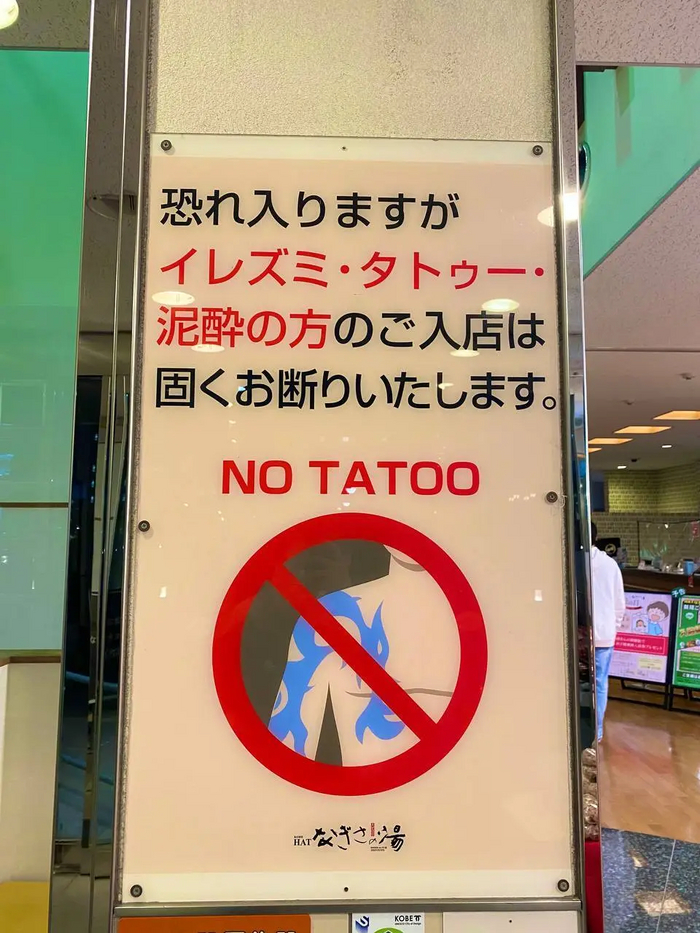 恐れ入りますが
イレズミ・タトゥー・
泥酔の方のご入店は
固くお断りいたします。
NO TATOO
HAT なぎさの湯
KOBE